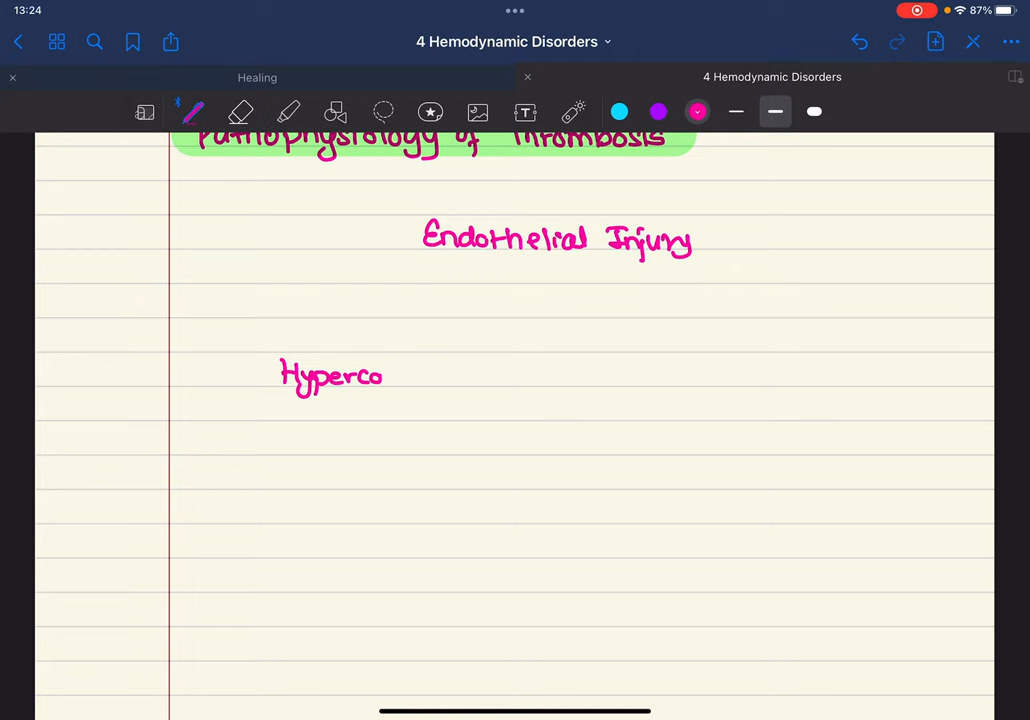 13:24
87%
4 Hemodynamic Disorders
Healing
4 Hemodynamic Disorders
T
Pathophysiology of Thrombosis
Endothelial Injury
Hyperco